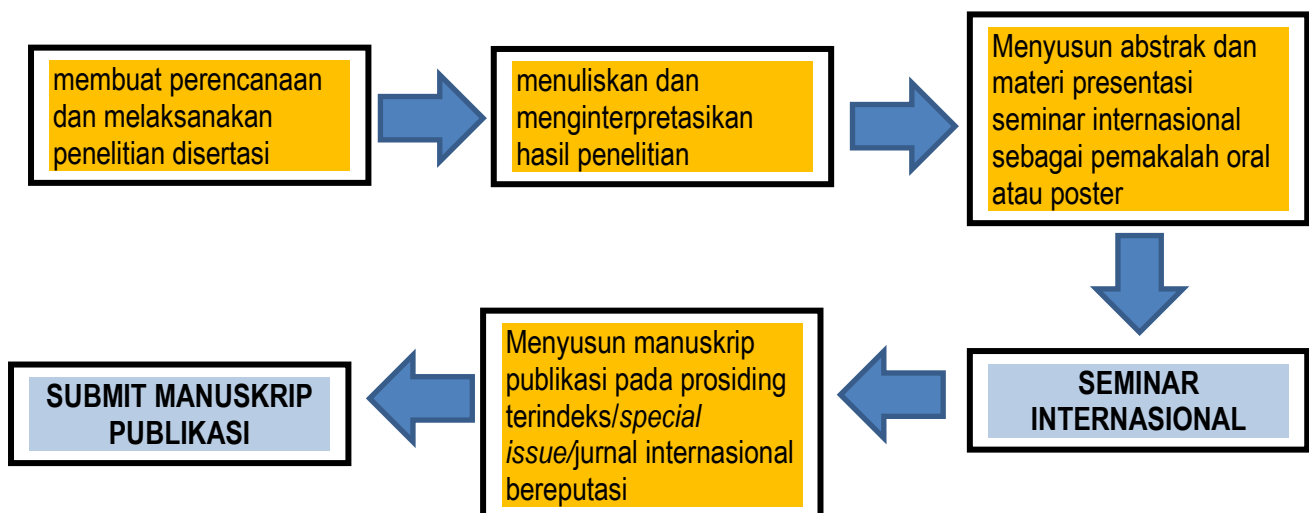 membuat perencanaan
dan melaksanakan
penelitian disertasi
menuliskan dan
menginterpretasikan
hasil penelitian
Menyusun abstrak dan
materi presentasi
seminar internasional
sebagai pemakalah oral
atau poster
SEMINAR
INTERNASIONAL
Menyusun manuskrip
publikasi pada prosiding
terindeks/special
issue/jurnal internasional
bereputasi
SUBMIT MANUSKRIP
PUBLIKASI